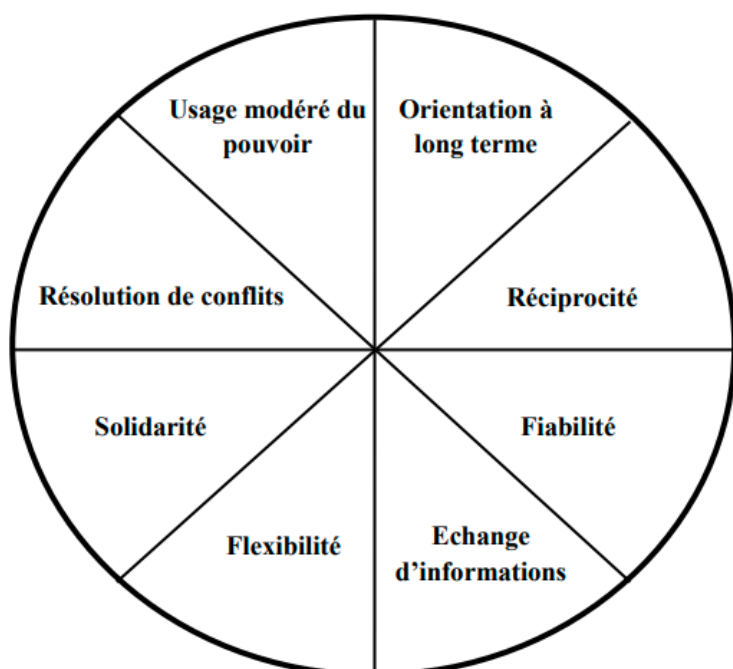 Usage modéré du
pouvoir
Orientation à
long terme
Résolution de conflits
Réciprocité
Solidarité
Fiabilité
Flexibilité
Echange
d’informations